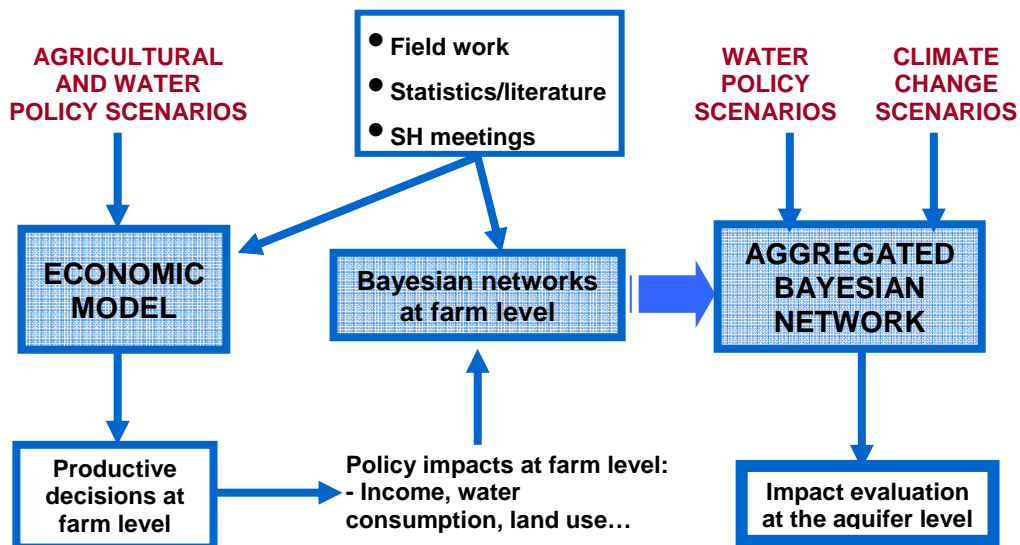 AGRICULTURAL
AND WATER
POLICY SCENARIOS
• Field work
• Statistics/literature
• SH meetings
WATER
POLICY
SCENARIOS
CLIMATE
CHANGE
SCENARIOS
ECONOMIC
MODEL
Bayesian networks
at farm level
AGGREGATED
BAYESIAN
NETWORK
Productive
decisions at
farm level
Policy impacts at farm level:
- Income, water
consumption, land use…
Impact evaluation
at the aquifer level